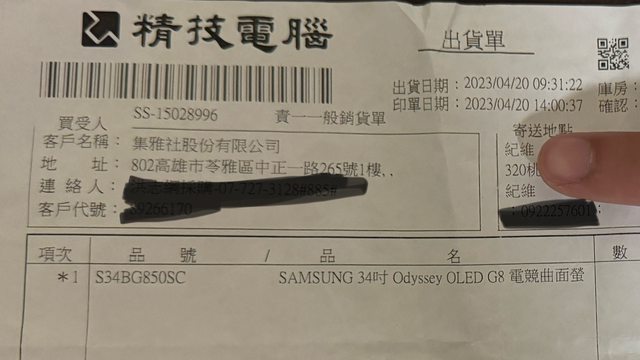 精技電腦
出貨單
出貨日期：2023/04/20 09:31:22 庫房：
印單日期：2023/04/20 14:00:37 確認：
SS-15028996 責一一般銷貨單
買受人
客戶名稱：集雅社股份有限公司
地 址：802高雄市苓雅區中正一路265號1樓,,
連絡人：
客戶代號：
寄送地點
紀維
320桃
紀維
項次 品 號 / 品 名 數
＊1 S34BG850SC SAMSUNG 34吋 Odyssey OLED G8 電競曲面螢